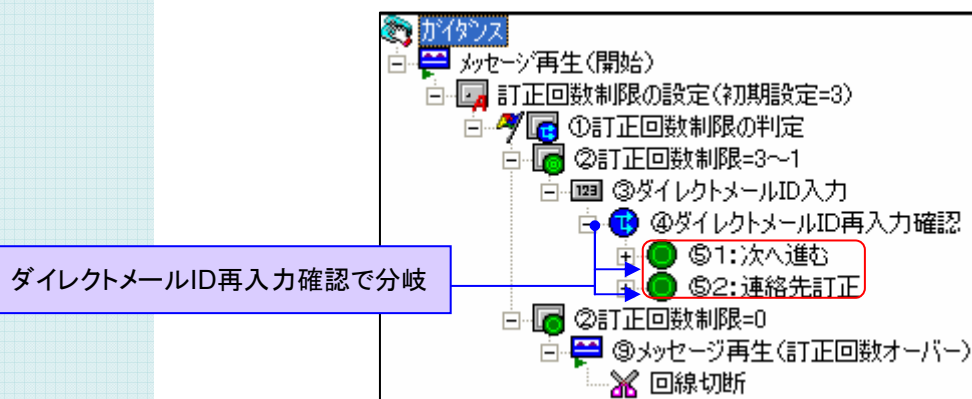 ガイダンス
メッセージ再生(開始)
訂正回数制限の設定(初期設定=3)
①訂正回数制限の判定
②訂正回数制限=3～1
③ダイレクトメールID入力
④ダイレクトメールID再入力確認
⑤1:次へ進む
ダイレクトメールID再入力確認で分岐
⑤2:連絡先訂正
②訂正回数制限=0
⑨メッセージ再生(訂正回数オーバー)
回線切断